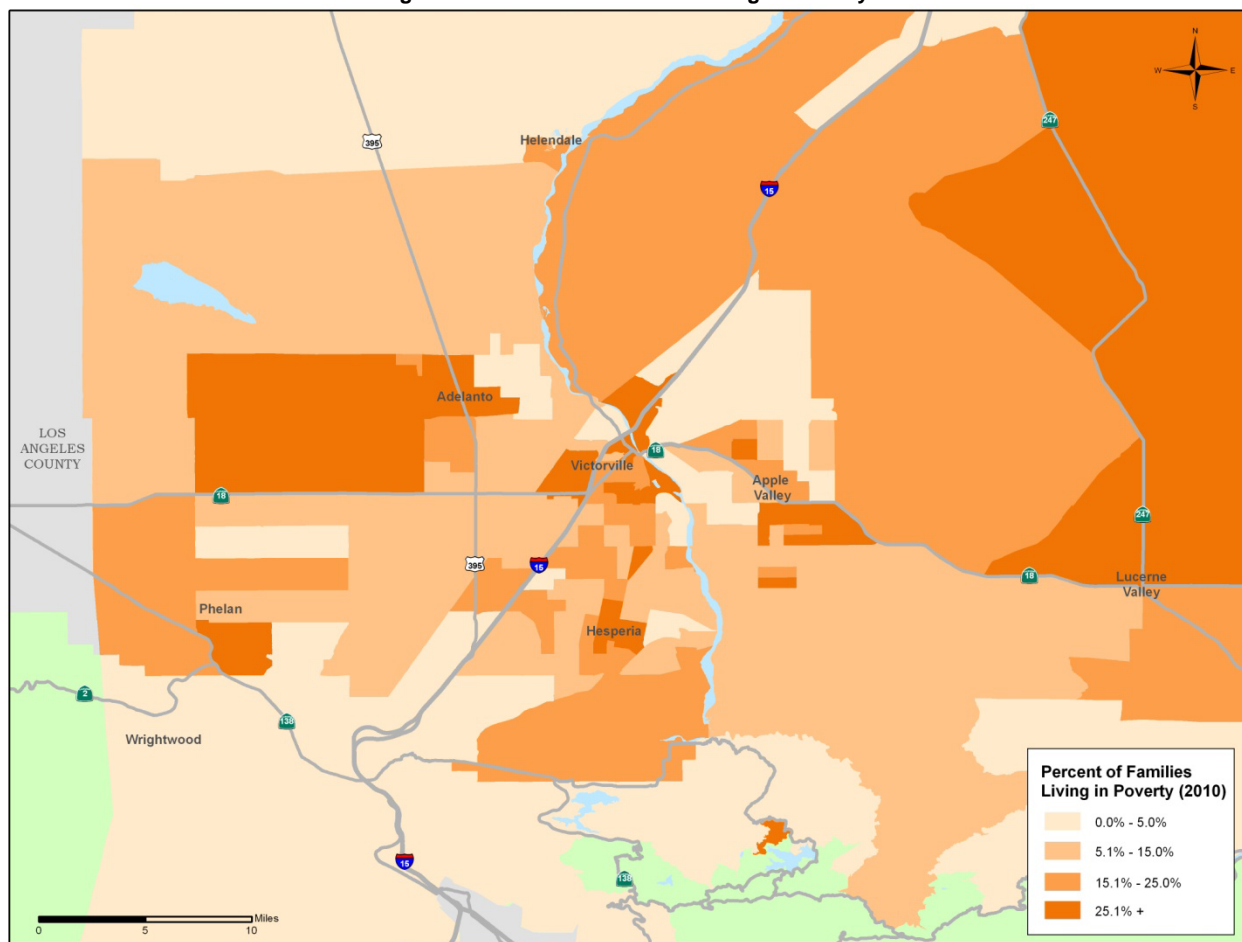 N
W E
S
395
247
Helendale
15
Adelanto
LOS
ANGELES
COUNTY
18
Victorville
18
Apple
Valley
247
395
15
18
Lucerne
Valley
Phelan
Hesperia
2
138
Wrightwood
15
138
Percent of Families
Living in Poverty (2010)
0.0% - 5.0%
5.1% - 15.0%
15.1% - 25.0%
25.1% +
Miles
0 5 10